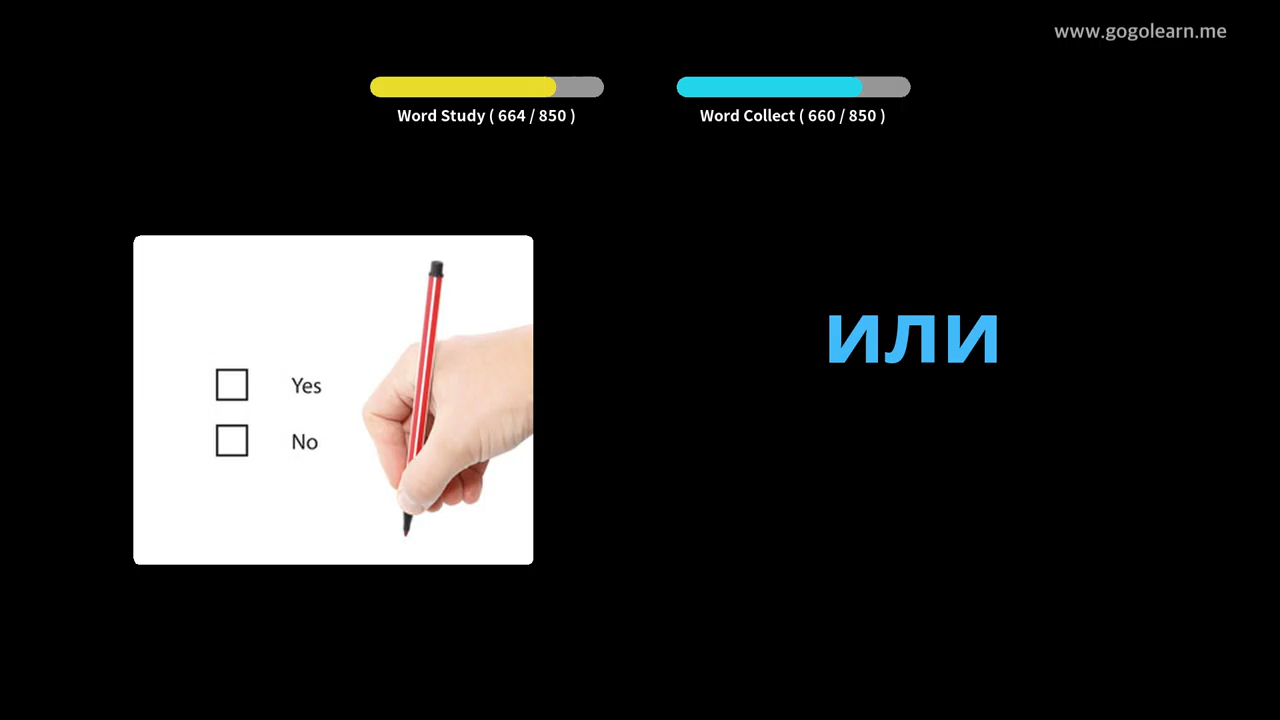 www.gogolearn.me
Word Study ( 664 / 850 )
Word Collect ( 660 / 850 )
Yes
No
или